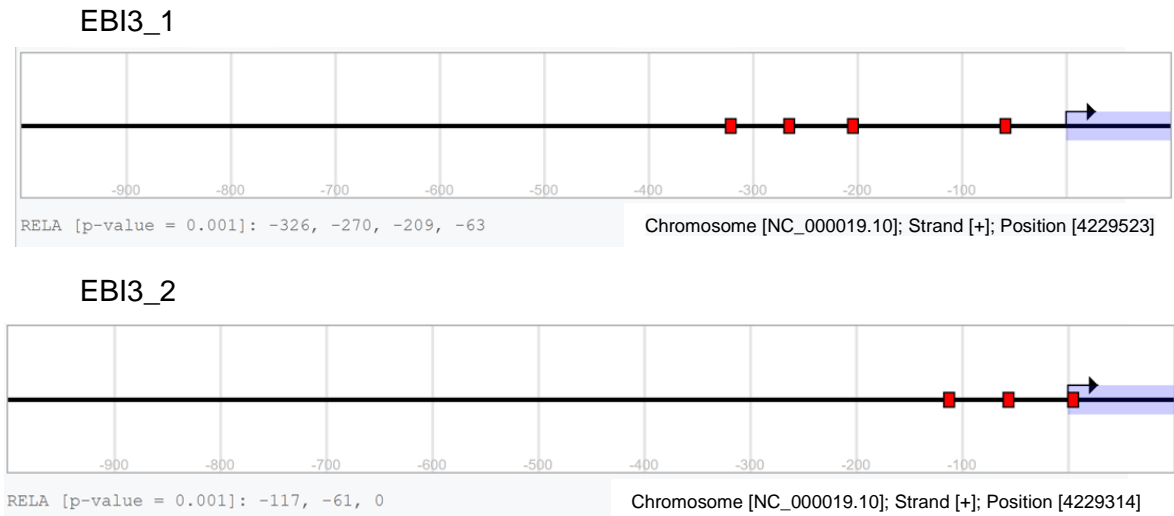 EBI3_1
-900 -800 -700 -600 -500 -400 -300 -200 -100
RELA [p-value = 0.001]: -326, -270, -209, -63 Chromosome [NC_000019.10]; Strand [+]; Position [4229523]
EBI3_2
-900 -800 -700 -600 -500 -400 -300 -200 -100
RELA [p-value = 0.001]: -117, -61, 0 Chromosome [NC_000019.10]; Strand [+]; Position [4229314]